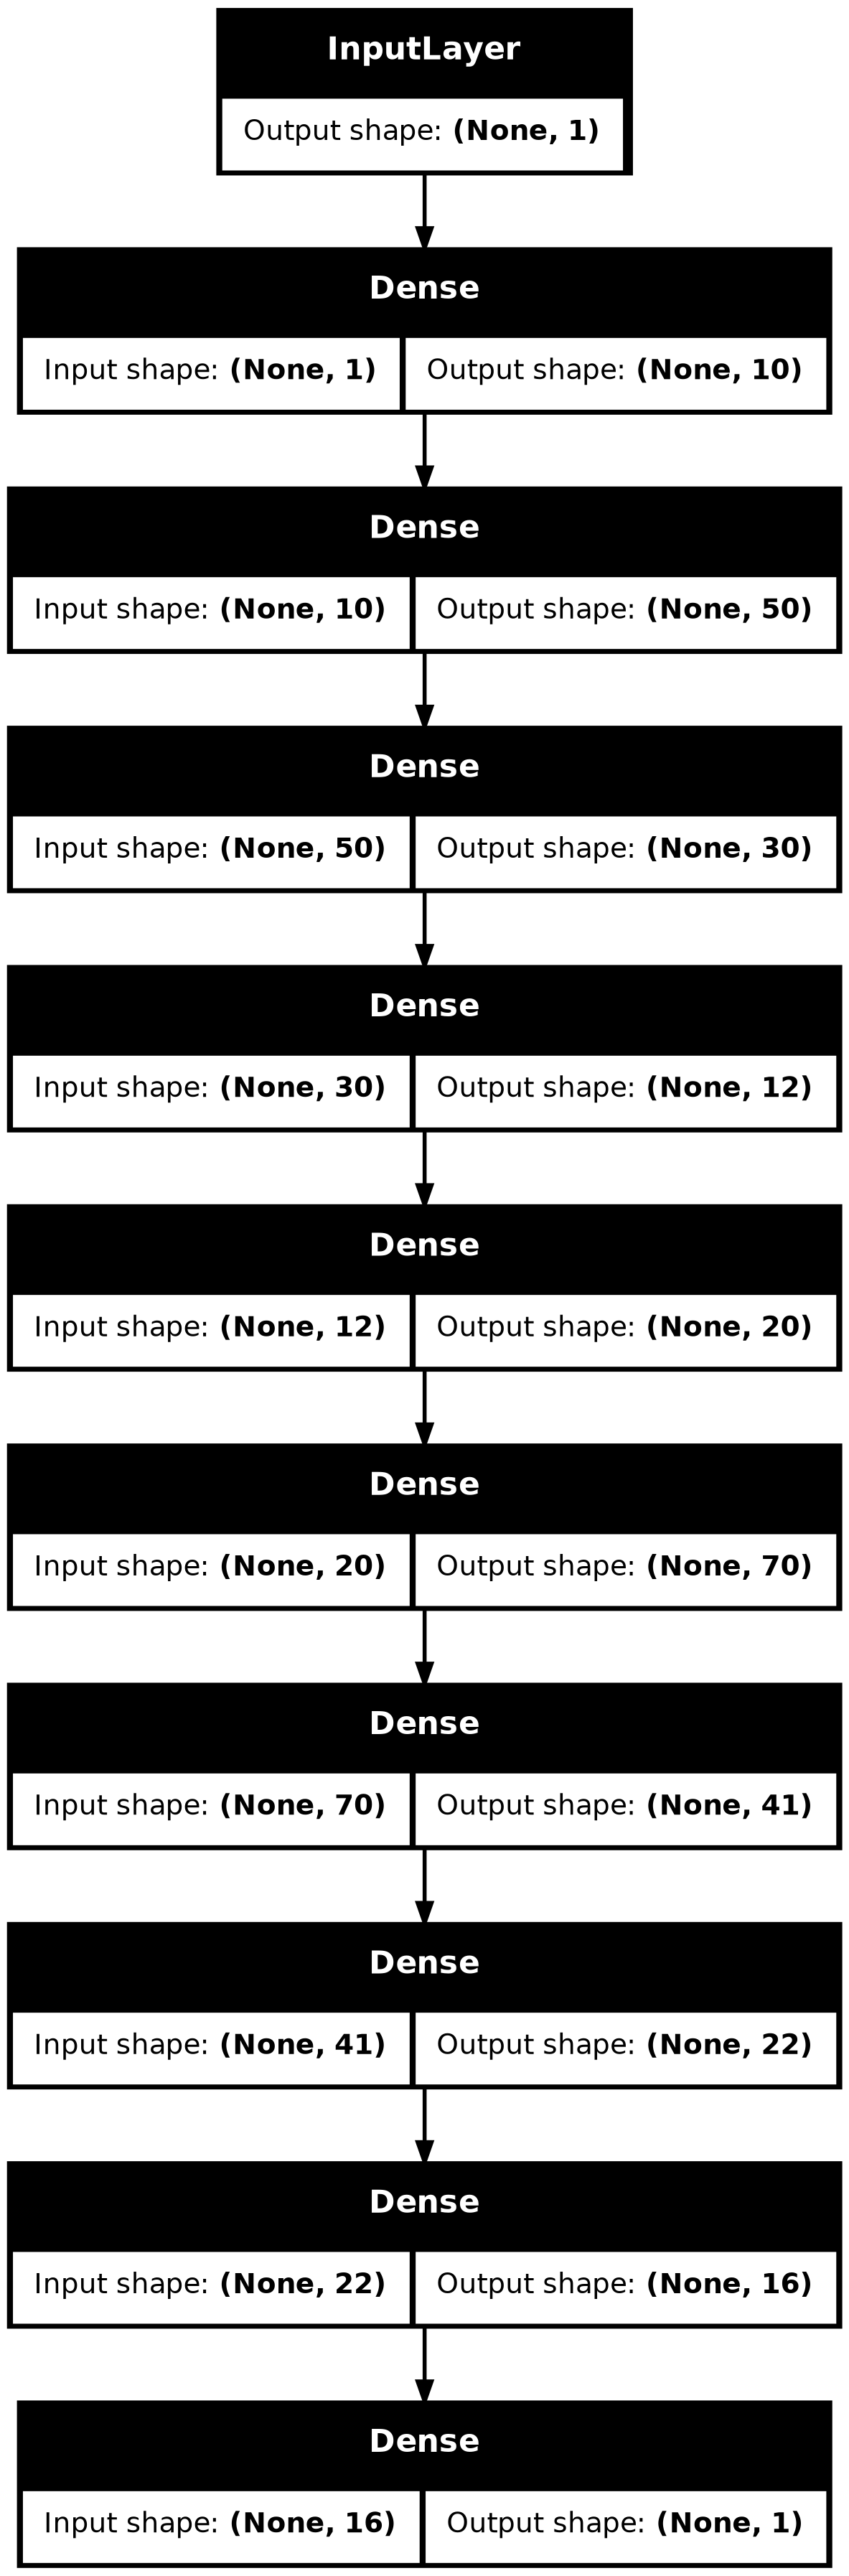 InputLayer
Output shape: (None, 1)
Dense
Input shape: (None, 1) Output shape: (None, 10)
Dense
Input shape: (None, 10) Output shape: (None, 50)
Dense
Input shape: (None, 50) Output shape: (None, 30)
Dense
Input shape: (None, 30) Output shape: (None, 12)
Dense
Input shape: (None, 12) Output shape: (None, 20)
Dense
Input shape: (None, 20) Output shape: (None, 70)
Dense
Input shape: (None, 70) Output shape: (None, 41)
Dense
Input shape: (None, 41) Output shape: (None, 22)
Dense
Input shape: (None, 22) Output shape: (None, 16)
Dense
Input shape: (None, 16) Output shape: (None, 1)